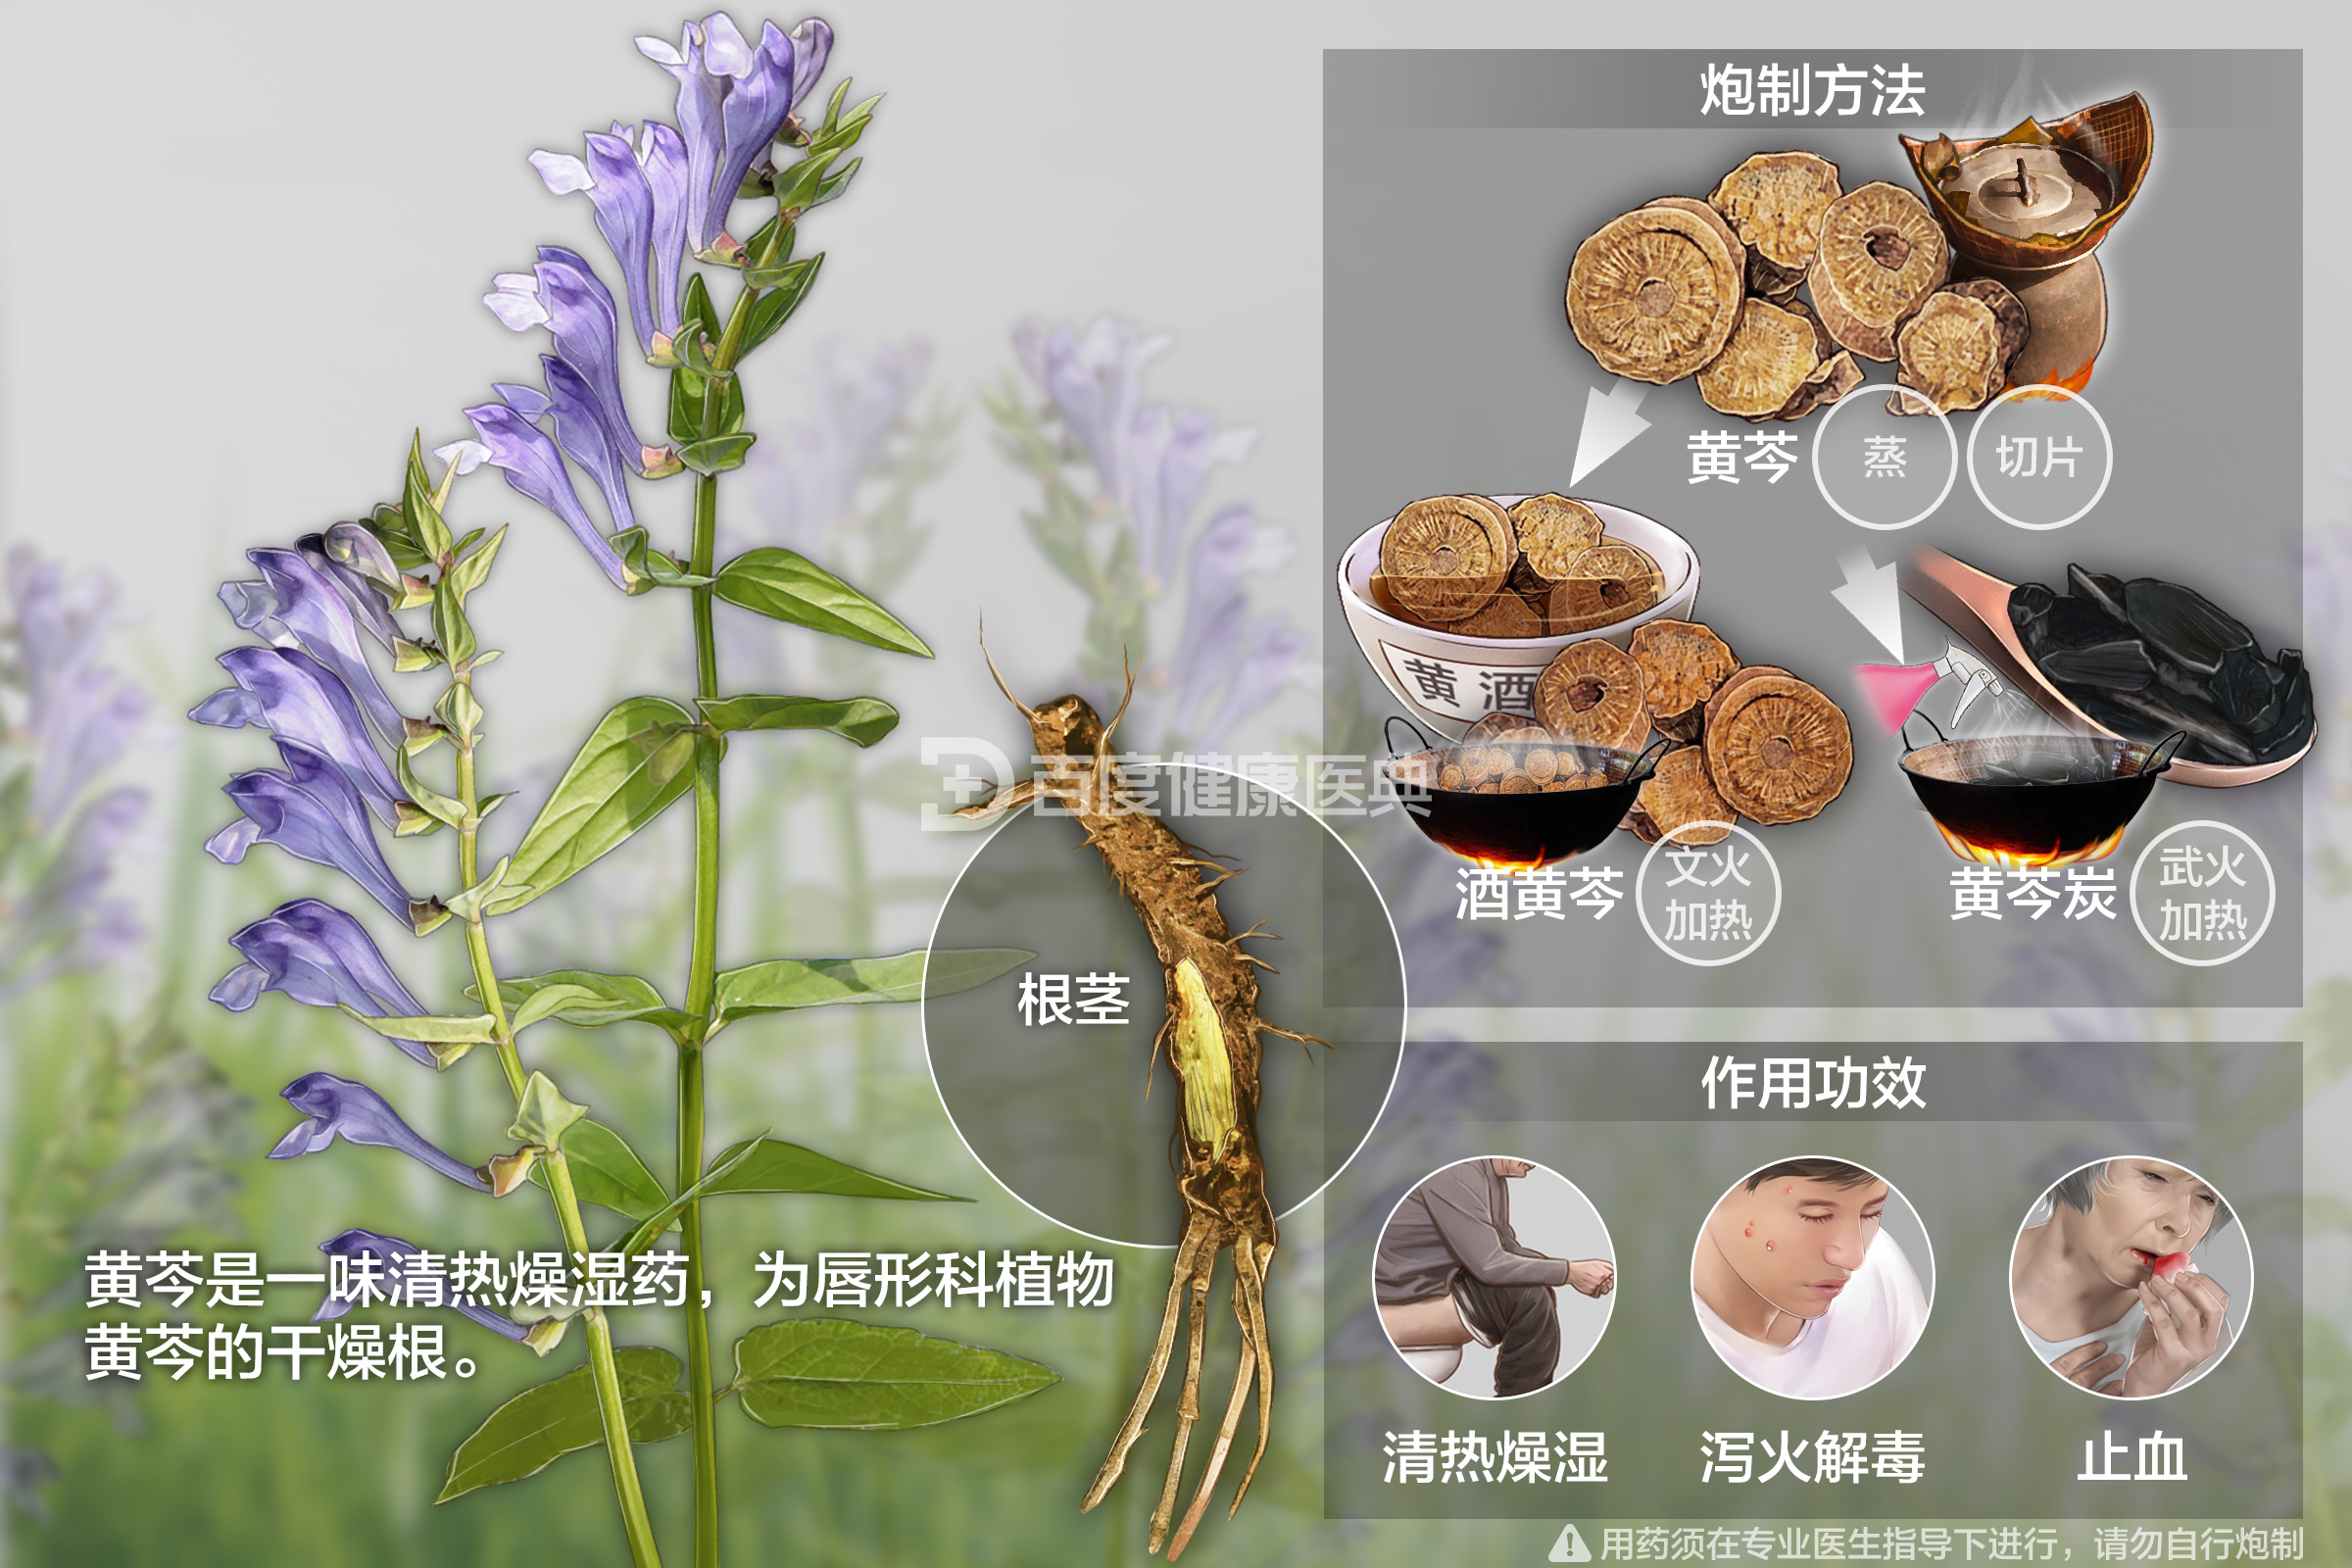 炮制方法
黄芩
蒸
切片
黄酒
酒黄芩
文火
加热
黄芩炭
武火
加热
百度健康医典
根茎
黄芩是一味清热燥湿药，为唇形科植物
黄芩的干燥根。
作用功效
清热燥湿
泻火解毒
止血
用药须在专业医生指导下进行，请勿自行炮制